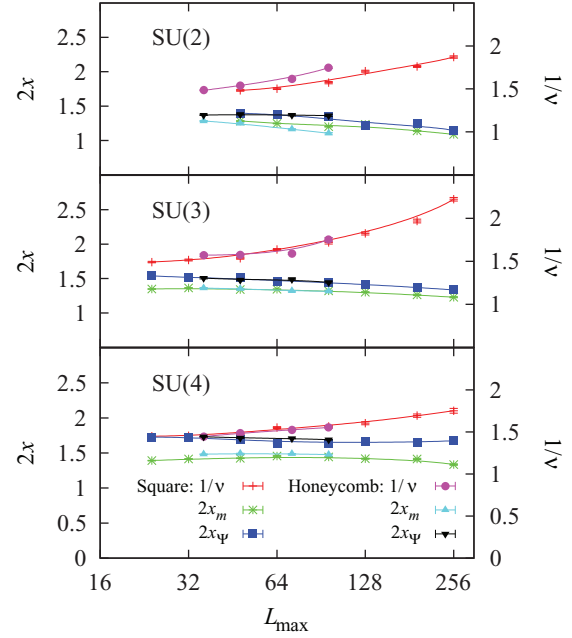 SU(2)
2.5
2
1.5
1
2x
2
1.5
1
1/ν
SU(3)
2.5
2
1.5
1
2x
2
1.5
1
1/ν
SU(4)
2.5
2
1.5
1
0.5
0
2x
2
1.5
1
0.5
0
1/ν
Square: 1/ν
2x_m
2x_Ψ
Honeycomb: 1/ν
2x_m
2x_Ψ
16 32 64 128 256
L_max